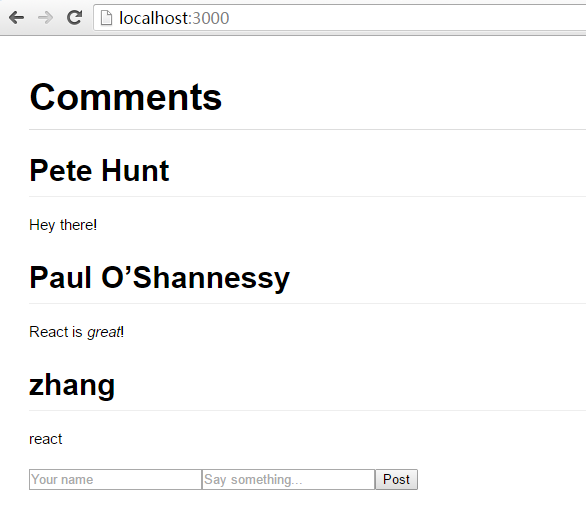 localhost:3000
Comments
Pete Hunt
Hey there!
Paul O’Shannessy
React is great!
zhang
react
Your name Say something... Post